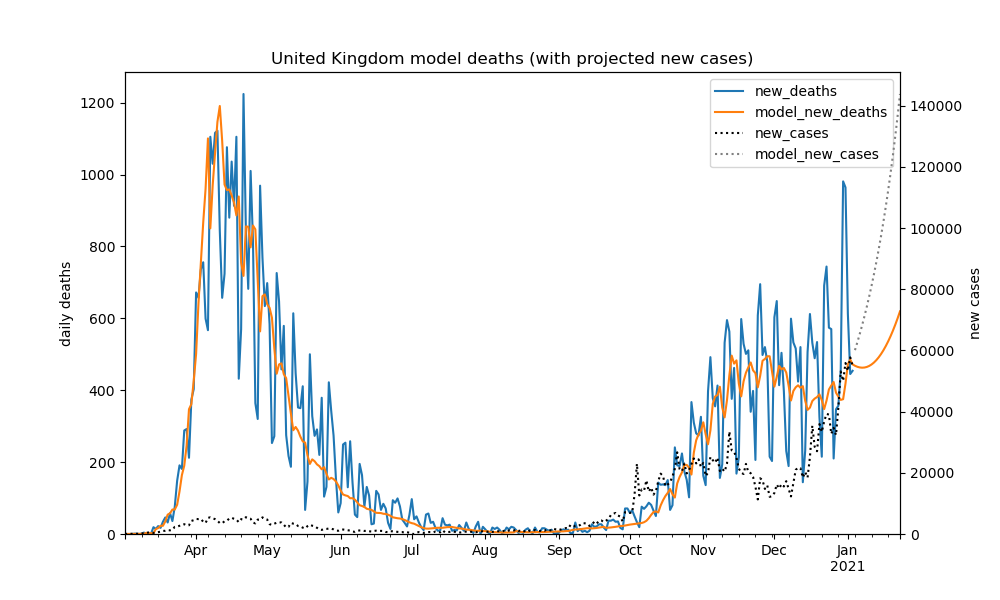 United Kingdom model deaths (with projected new cases)
new_deaths
model_new_deaths
new_cases
model_new_cases
1200
1000
800
600
400
200
0
daily deaths
140000
120000
100000
80000
60000
40000
20000
0
new cases
Apr May Jun Jul Aug Sep Oct Nov Dec Jan
2021